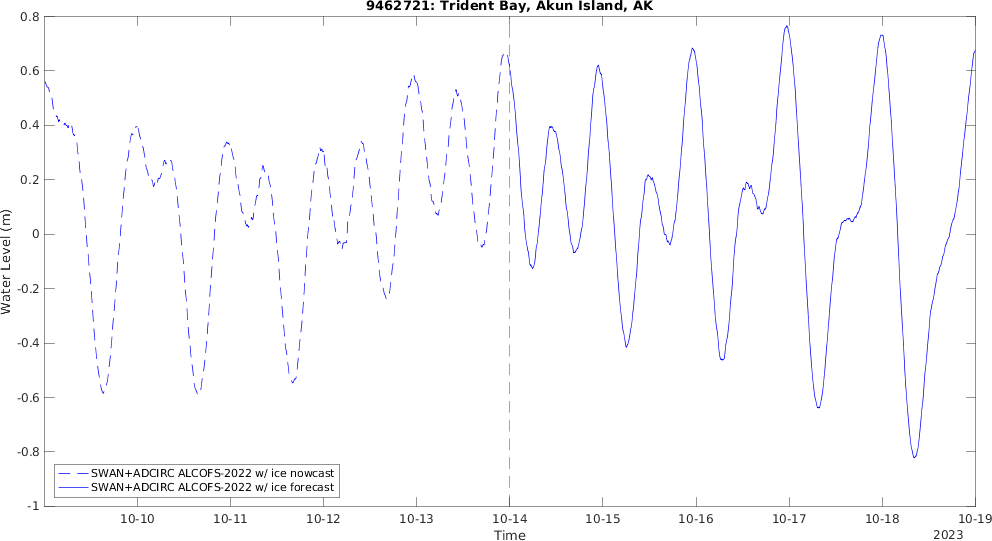 9462721: Trident Bay, Akun Island, AK
0.8
0.6
0.4
0.2
0
-0.2
-0.4
-0.6
-0.8
-1
Water Level (m)
SWAN+ADCIRC ALCOFS-2022 w/ ice nowcast
SWAN+ADCIRC ALCOFS-2022 w/ ice forecast
10-10 10-11 10-12 10-13 10-14 10-15 10-16 10-17 10-18 10-19
Time
2023